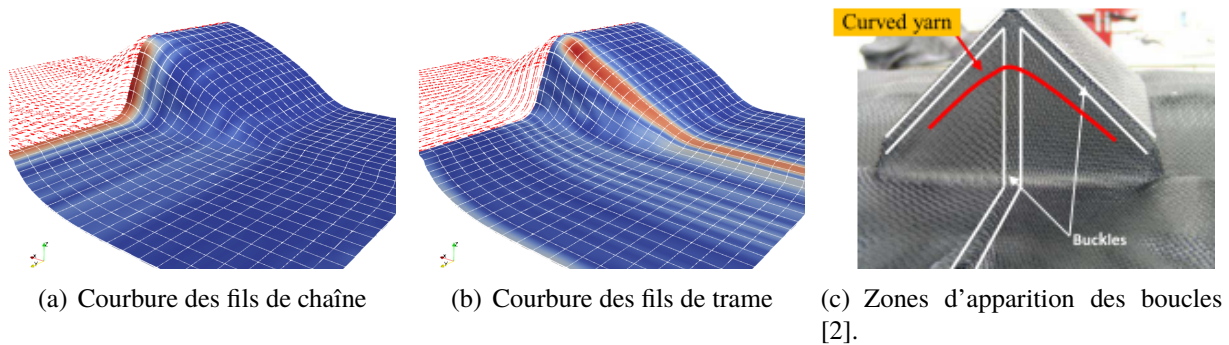 Curved yarn
Buckles
(a) Courbure des fils de chaîne
(b) Courbure des fils de trame
(c) Zones d'apparition des boucles
[2].